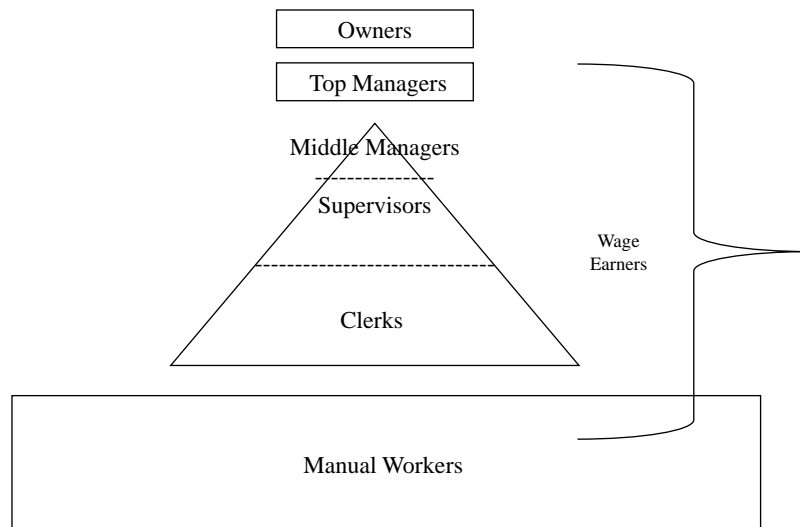 Owners
Top Managers
Middle Managers
Supervisors
Wage
Earners
Clerks
Manual Workers